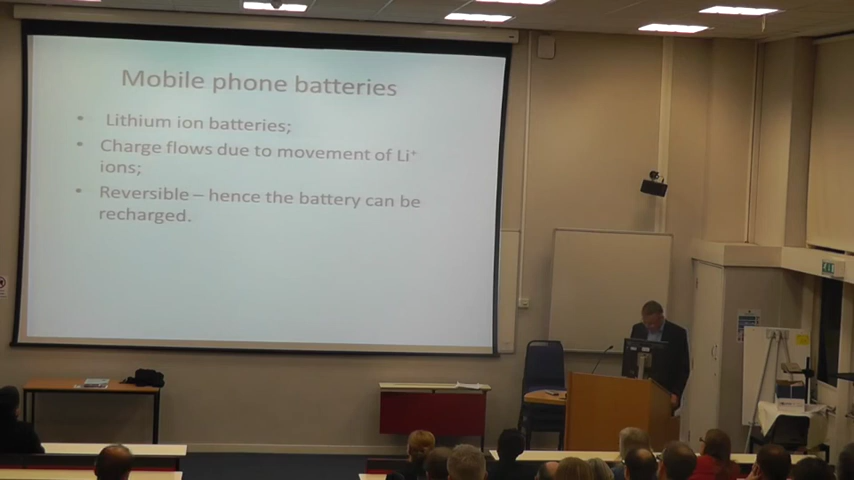 Mobile phone batteries
• Lithium ion batteries;
• Charge flows due to movement of Li⁺
ions;
• Reversible – hence the battery can be
recharged.